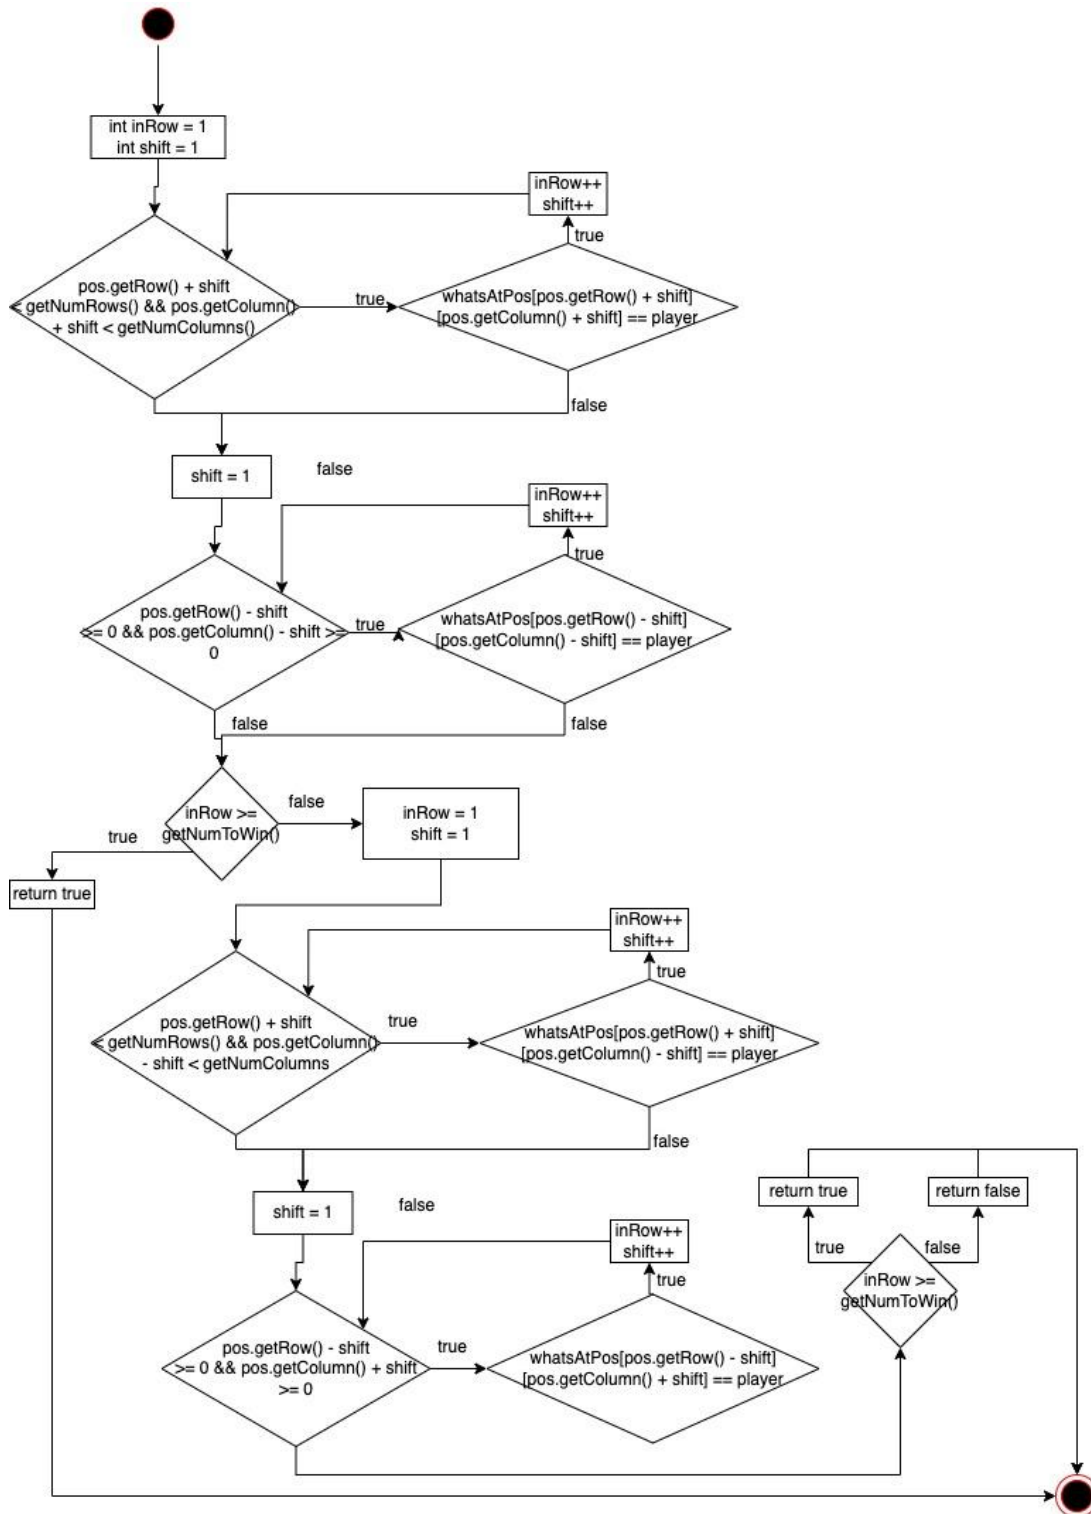 int inRow = 1
int shift = 1
inRow++
shift++
true
pos.getRow() + shift
< getNumRows() && pos.getColumn()
+ shift < getNumColumns()
true
whatsAtPos[pos.getRow() + shift]
[pos.getColumn() + shift] == player
false
shift = 1
false
inRow++
shift++
true
pos.getRow() - shift
>= 0 && pos.getColumn() - shift >=
0
true
whatsAtPos[pos.getRow() - shift]
[pos.getColumn() - shift] == player
false
false
inRow >=
getNumToWin()
false
inRow = 1
shift = 1
true
return true
inRow++
shift++
true
pos.getRow() + shift
< getNumRows() && pos.getColumn()
- shift < getNumColumns
true
whatsAtPos[pos.getRow() + shift]
[pos.getColumn() - shift] == player
false
shift = 1
false
return true
return false
inRow++
shift++
true
true
false
inRow >=
getNumToWin()
pos.getRow() - shift
>= 0 && pos.getColumn() + shift
>= 0
true
whatsAtPos[pos.getRow() - shift]
[pos.getColumn() + shift] == player